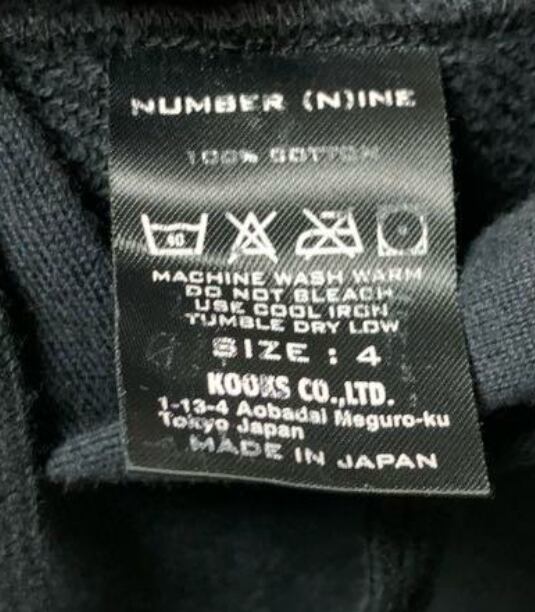 NUMBER (N)INE
100% COTTON
40
MACHINE WASH WARM
DO NOT BLEACH
USE COOL IRON
TUMBLE DRY LOW
SIZE : 4
KOOKS CO.,LTD.
1-13-4 Aobadai Meguro-ku
Tokyo Japan
MADE IN JAPAN